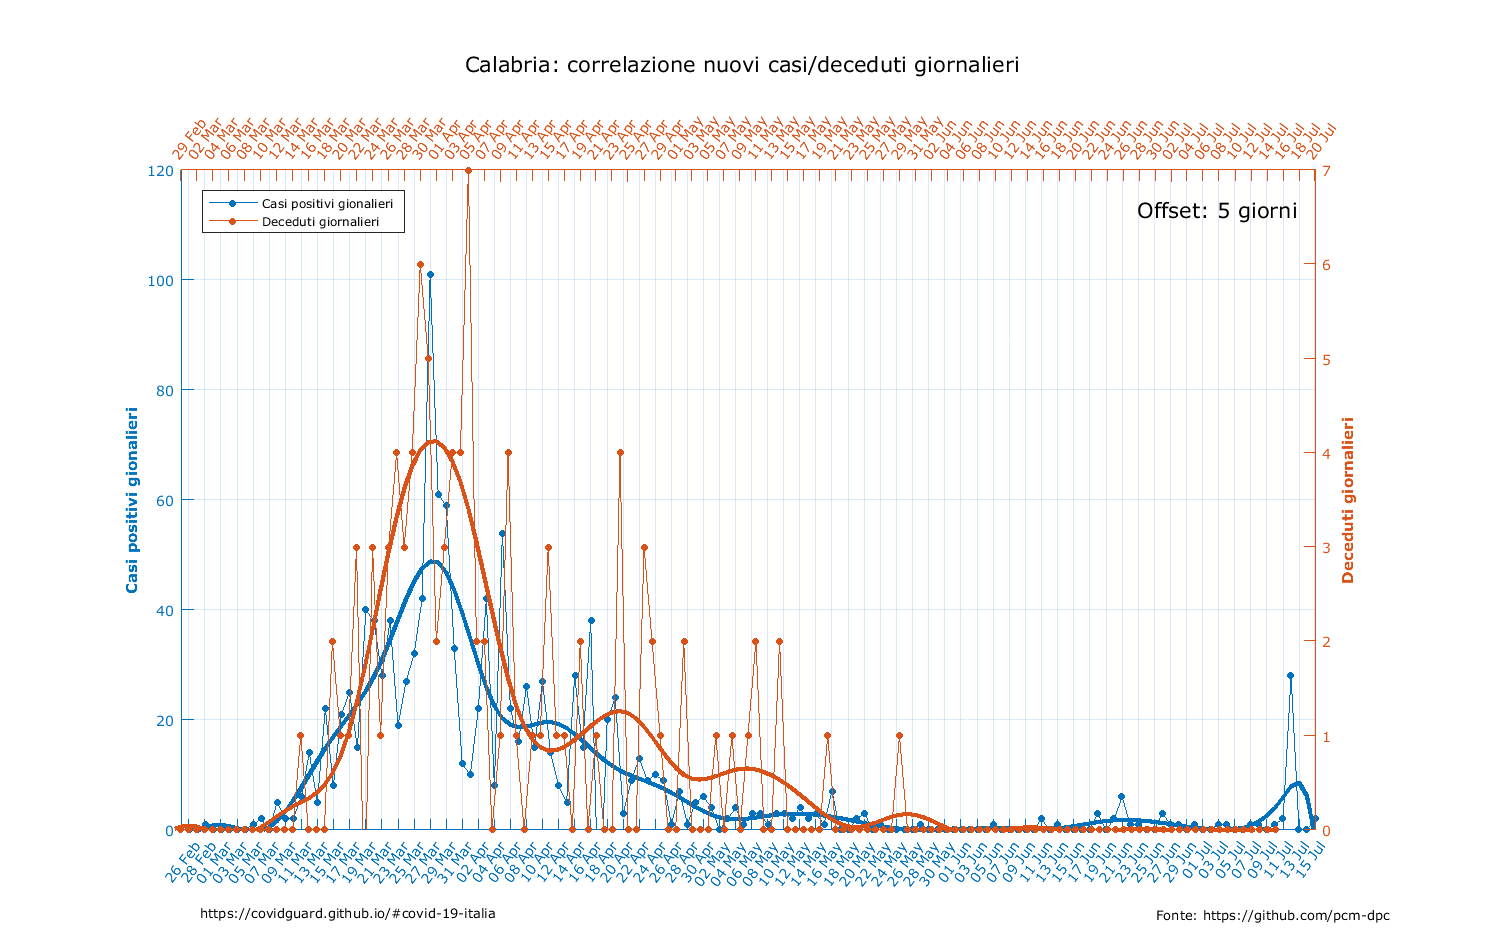 Calabria: correlazione nuovi casi/deceduti giornalieri
29 Feb
02 Mar
04 Mar
06 Mar
08 Mar
10 Mar
12 Mar
14 Mar
16 Mar
18 Mar
20 Mar
22 Mar
24 Mar
26 Mar
28 Mar
30 Mar
01 Apr
03 Apr
05 Apr
07 Apr
09 Apr
11 Apr
13 Apr
15 Apr
17 Apr
19 Apr
21 Apr
23 Apr
25 Apr
27 Apr
29 Apr
01 May
03 May
05 May
07 May
09 May
11 May
13 May
15 May
17 May
19 May
21 May
23 May
25 May
27 May
29 May
31 May
02 Jun
04 Jun
06 Jun
08 Jun
10 Jun
12 Jun
14 Jun
16 Jun
18 Jun
20 Jun
22 Jun
24 Jun
26 Jun
28 Jun
30 Jun
02 Jul
04 Jul
06 Jul
08 Jul
10 Jul
12 Jul
14 Jul
16 Jul
18 Jul
20 Jul
Casi positivi gionalieri
Deceduti giornalieri
Offset: 5 giorni
120
100
80
60
40
20
0
Casi positivi gionalieri
7
6
5
4
3
2
1
0
Deceduti giornalieri
26 Feb
28 Feb
01 Mar
03 Mar
05 Mar
07 Mar
09 Mar
11 Mar
13 Mar
15 Mar
17 Mar
19 Mar
21 Mar
23 Mar
25 Mar
27 Mar
29 Mar
31 Mar
02 Apr
04 Apr
06 Apr
08 Apr
10 Apr
12 Apr
14 Apr
16 Apr
18 Apr
20 Apr
22 Apr
24 Apr
26 Apr
28 Apr
30 Apr
02 May
04 May
06 May
08 May
10 May
12 May
14 May
16 May
18 May
20 May
22 May
24 May
26 May
28 May
30 May
01 Jun
03 Jun
05 Jun
07 Jun
09 Jun
11 Jun
13 Jun
15 Jun
17 Jun
19 Jun
21 Jun
23 Jun
25 Jun
27 Jun
29 Jun
01 Jul
03 Jul
05 Jul
07 Jul
09 Jul
11 Jul
13 Jul
15 Jul
https://covidguard.github.io/#covid-19-italia
Fonte: https://github.com/pcm-dpc